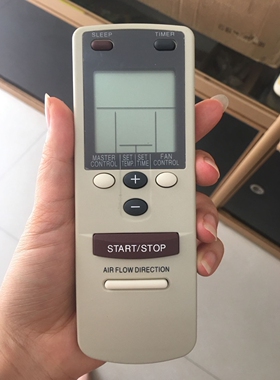 SLEEP TIMER
MASTER CONTROL SET TEMP SET TIME FAN CONTROL
+
−
START/STOP
AIR FLOW DIRECTION